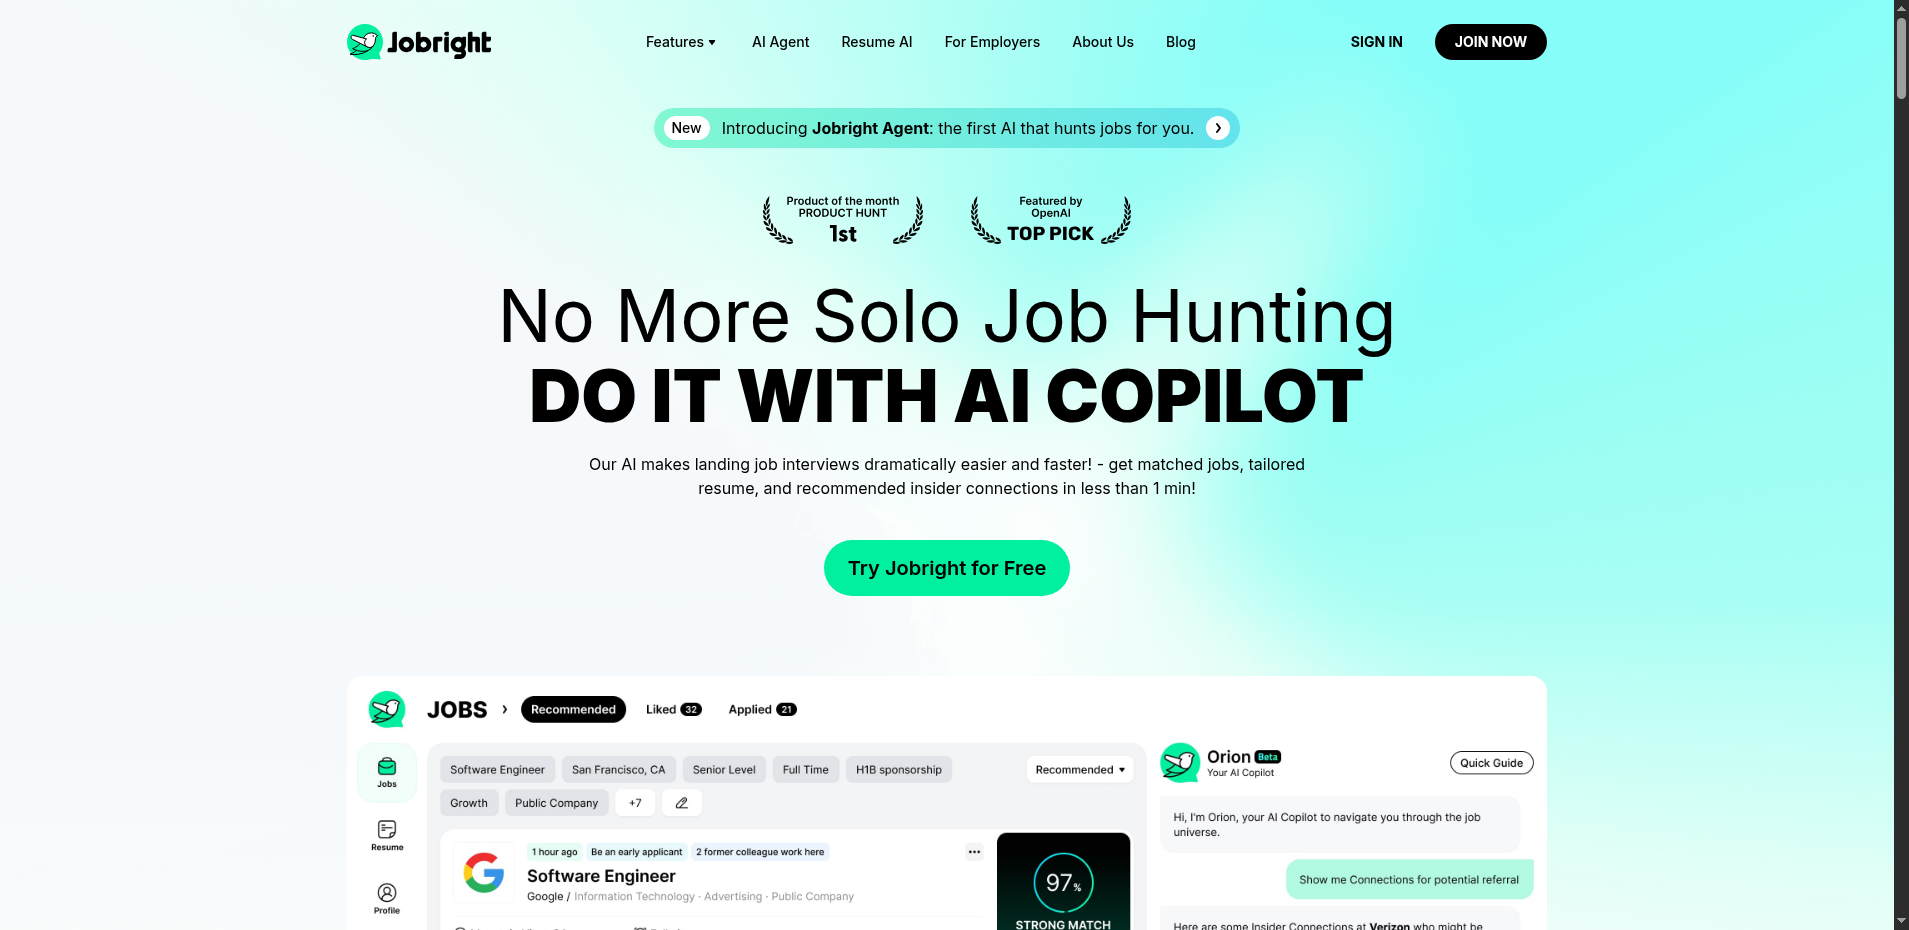 Jobright
Features
AI Agent
Resume AI
For Employers
About Us
Blog
SIGN IN
JOIN NOW
New
Introducing Jobright Agent: the first AI that hunts jobs for you.
Product of the month
PRODUCT HUNT
1st
Featured by
OpenAI
TOP PICK
No More Solo Job Hunting
DO IT WITH AI COPILOT
Our AI makes landing job interviews dramatically easier and faster! - get matched jobs, tailored
resume, and recommended insider connections in less than 1 min!
Try Jobright for Free
JOBS
Recommended
Liked 32
Applied 21
Jobs
Resume
Profile
Software Engineer
San Francisco, CA
Senior Level
Full Time
H1B sponsorship
Recommended
Growth
Public Company
+7
1 hour ago
Be an early applicant
2 former colleague work here
Software Engineer
Google / Information Technology · Advertising · Public Company
97%
STRONG MATCH
Orion Beta
Your AI Copilot
Quick Guide
Hi, I'm Orion, your AI Copilot to navigate you through the job
universe.
Show me Connections for potential referral
Here are some Insider Connections at Verizon who might be